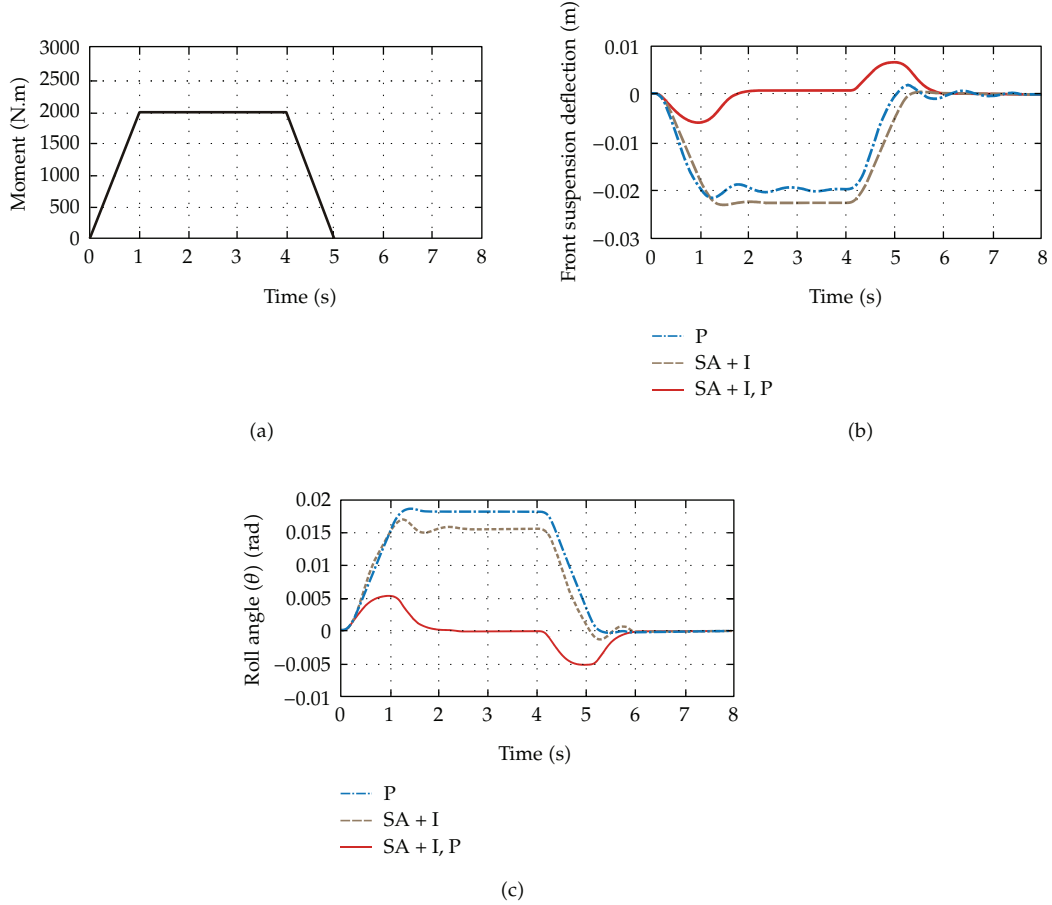 3000
2500
2000
1500
1000
500
0
Moment (N.m)
0 1 2 3 4 5 6 7 8
Time (s)
(a)
0.01
0
−0.01
−0.02
−0.03
Front suspension deflection (m)
0 1 2 3 4 5 6 7 8
Time (s)
P
SA + I
SA + I, P
(b)
0.02
0.015
0.01
0.005
0
−0.005
−0.01
Roll angle (θ) (rad)
0 1 2 3 4 5 6 7 8
Time (s)
P
SA + I
SA + I, P
(c)